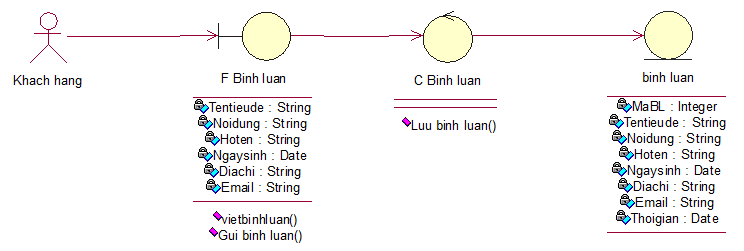 Khach hang
F Binh luan
Tentieude : String
Noidung : String
Hoten : String
Ngaysinh : Date
Diachi : String
Email : String
vietbinhluan()
Gui binh luan()
C Binh luan
Luu binh luan()
binh luan
MaBL : Integer
Tentieude : String
Noidung : String
Hoten : String
Ngaysinh : Date
Diachi : String
Email : String
Thoigian : Date